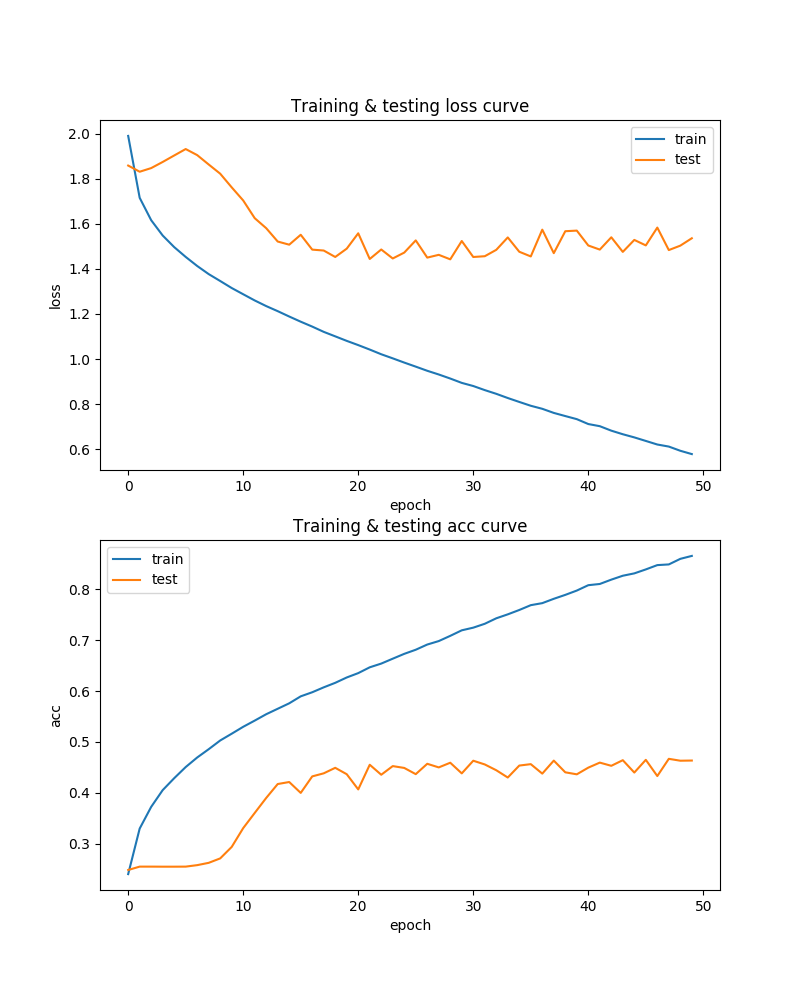 Training & testing loss curve
train
test
2.0
1.8
1.6
1.4
1.2
1.0
0.8
0.6
loss
0 10 20 30 40 50
epoch
Training & testing acc curve
train
test
0.8
0.7
0.6
0.5
0.4
0.3
acc
0 10 20 30 40 50
epoch